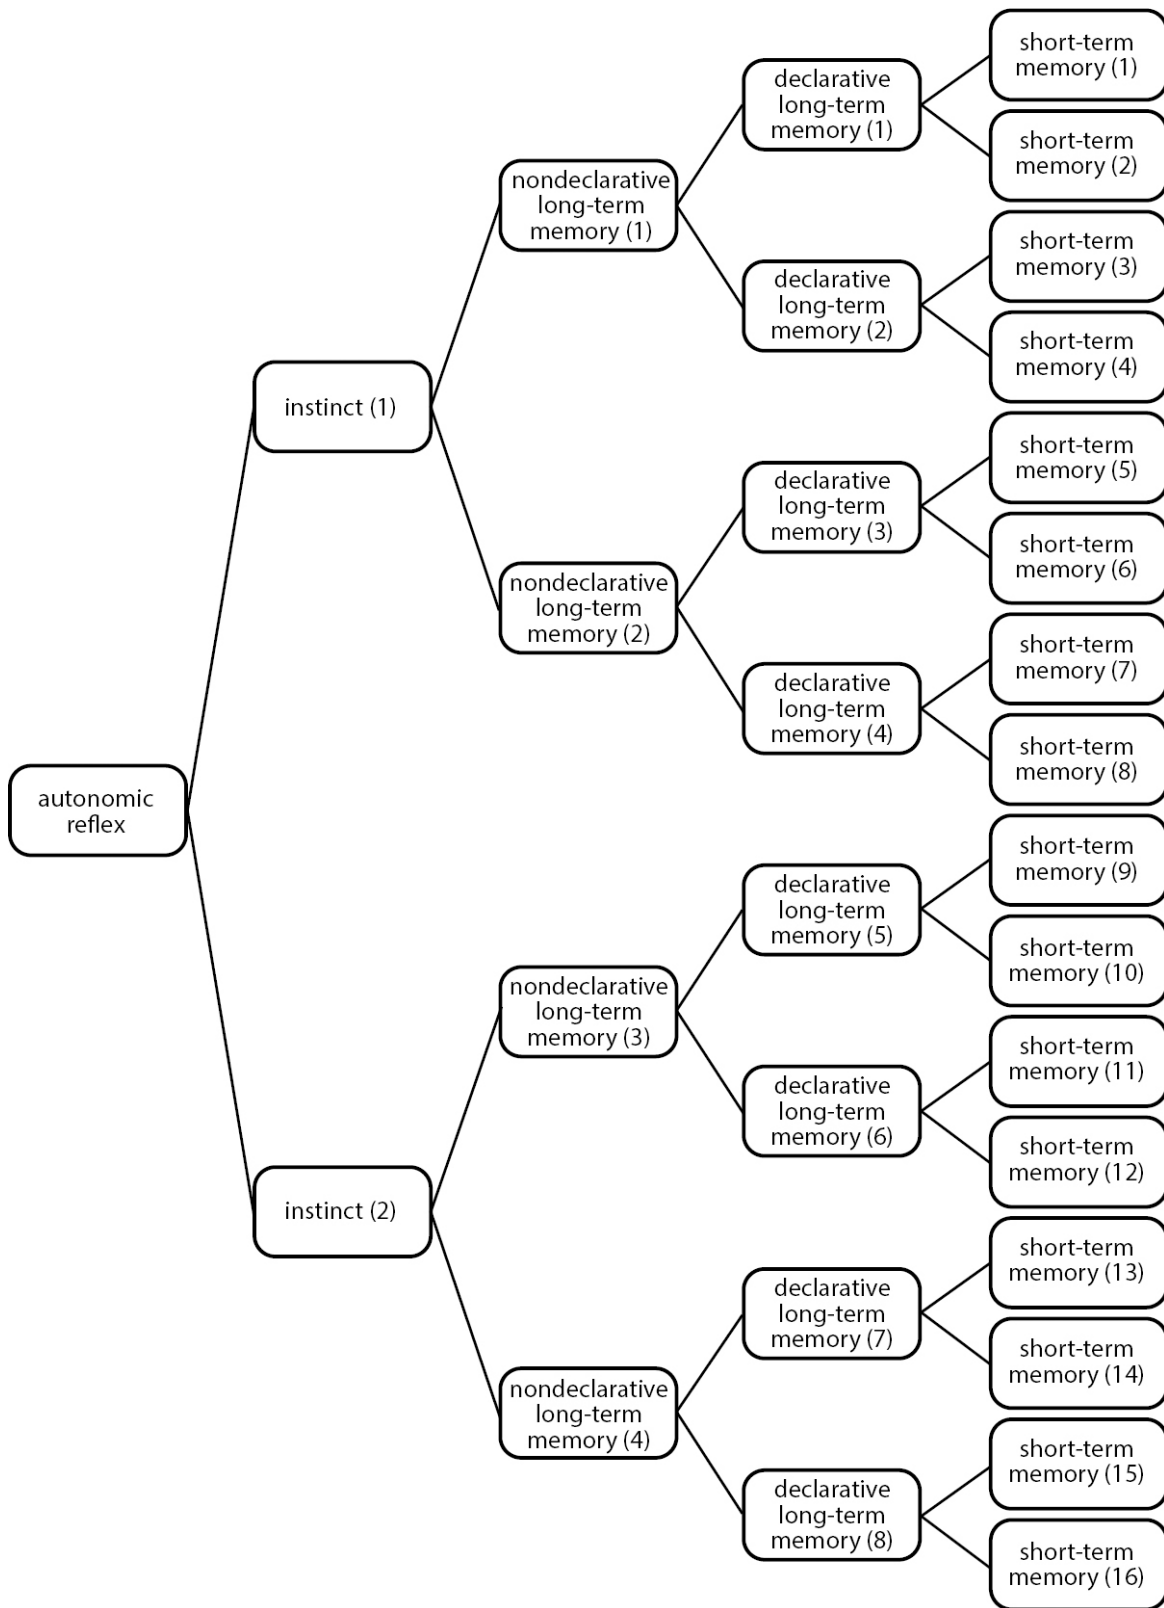 autonomic
reflex
instinct (1)
instinct (2)
nondeclarative
long-term
memory (1)
nondeclarative
long-term
memory (2)
nondeclarative
long-term
memory (3)
nondeclarative
long-term
memory (4)
declarative
long-term
memory (1)
declarative
long-term
memory (2)
declarative
long-term
memory (3)
declarative
long-term
memory (4)
declarative
long-term
memory (5)
declarative
long-term
memory (6)
declarative
long-term
memory (7)
declarative
long-term
memory (8)
short-term
memory (1)
short-term
memory (2)
short-term
memory (3)
short-term
memory (4)
short-term
memory (5)
short-term
memory (6)
short-term
memory (7)
short-term
memory (8)
short-term
memory (9)
short-term
memory (10)
short-term
memory (11)
short-term
memory (12)
short-term
memory (13)
short-term
memory (14)
short-term
memory (15)
short-term
memory (16)